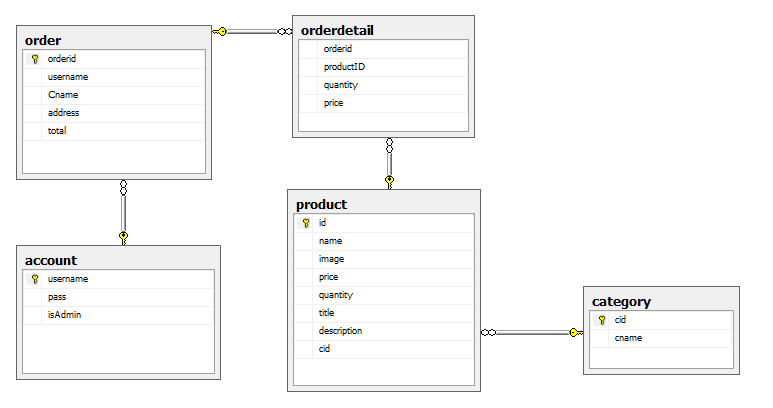 order
orderid
username
Cname
address
total
orderdetail
orderid
productID
quantity
price
account
username
pass
isAdmin
product
id
name
image
price
quantity
title
description
cid
category
cid
cname